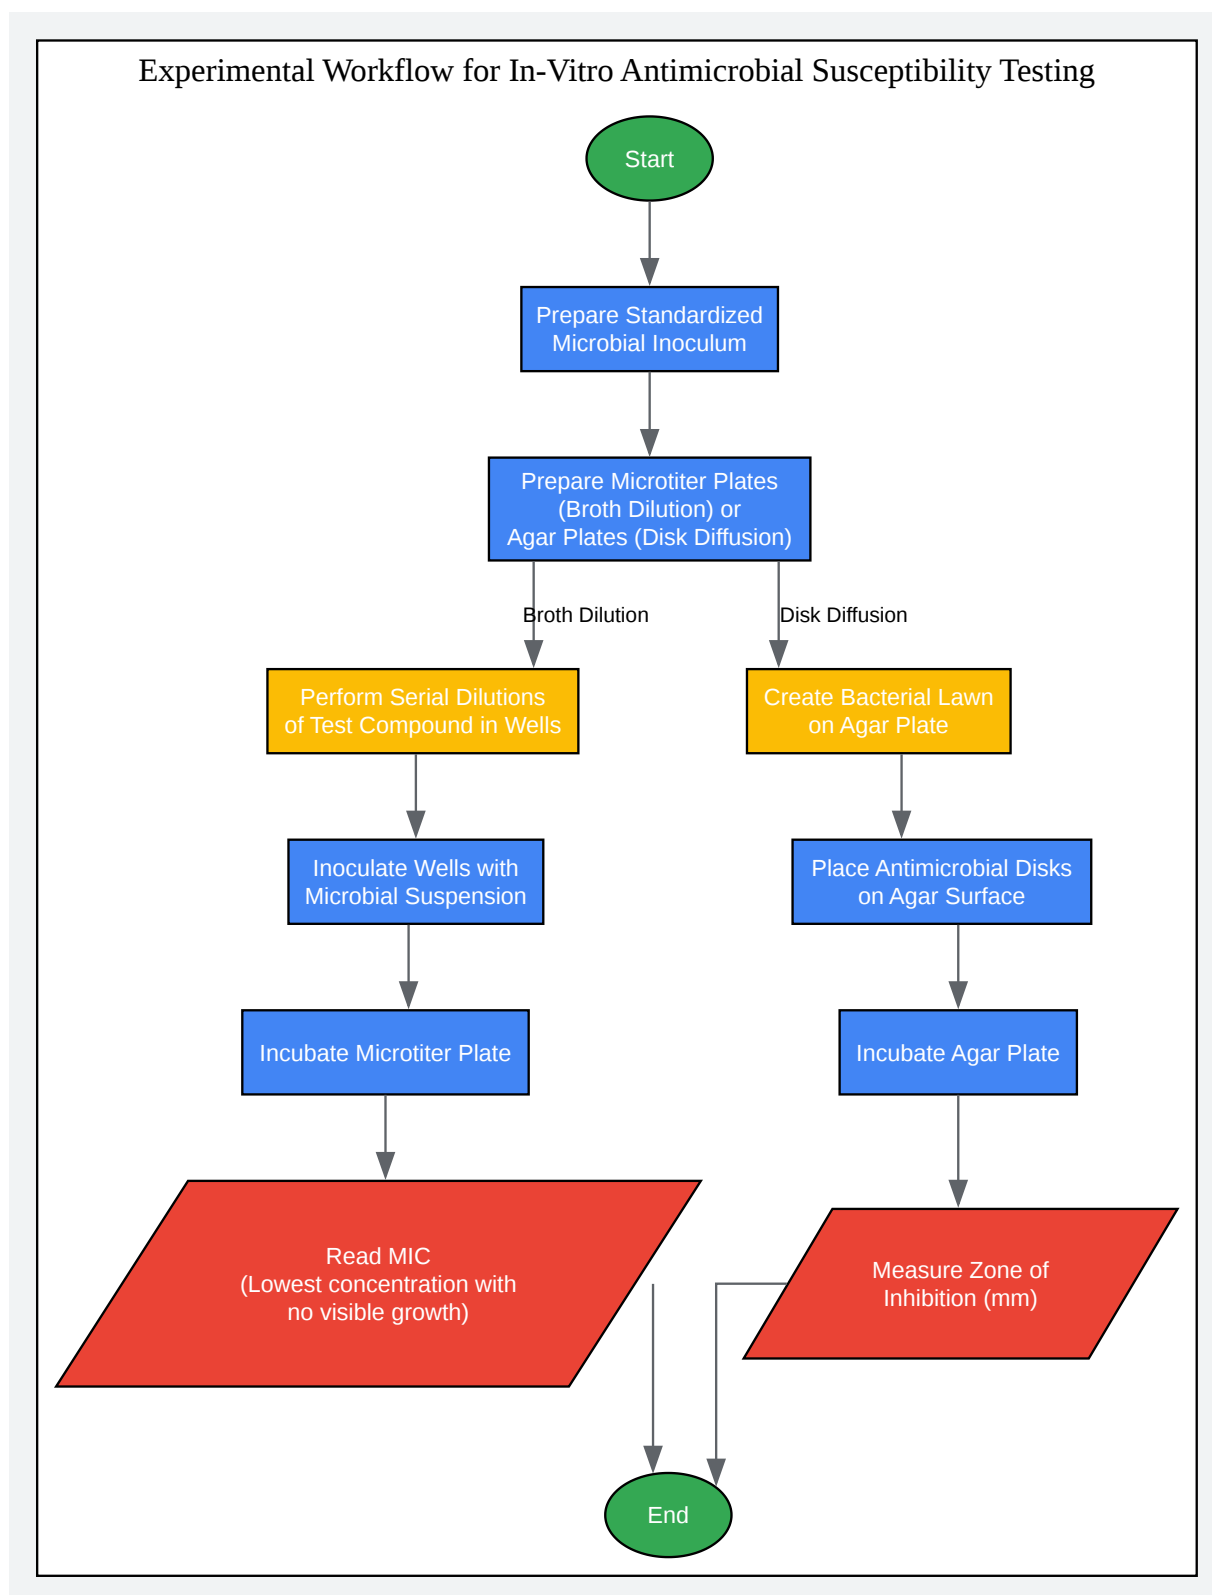 Experimental Workflow for In-Vitro Antimicrobial Susceptibility Testing
Start
Prepare Standardized
Microbial Inoculum
Prepare Microtiter Plates
(Broth Dilution) or
Agar Plates (Disk Diffusion)
Broth Dilution
Disk Diffusion
Perform Serial Dilutions
of Test Compound in Wells
Create Bacterial Lawn
on Agar Plate
Inoculate Wells with
Microbial Suspension
Place Antimicrobial Disks
on Agar Surface
Incubate Microtiter Plate
Incubate Agar Plate
Read MIC
(Lowest concentration with
no visible growth)
Measure Zone of
Inhibition (mm)
End